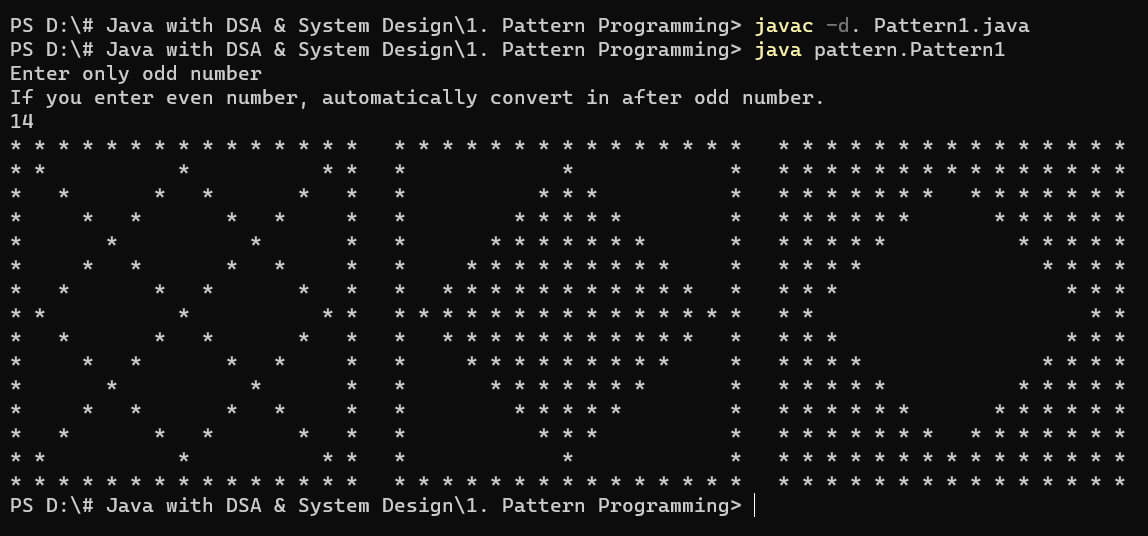 PS D:\# Java with DSA & System Design\1. Pattern Programming> javac -d. Pattern1.java
PS D:\# Java with DSA & System Design\1. Pattern Programming> java pattern.Pattern1
Enter only odd number
If you enter even number, automatically convert in after odd number.
14
* * * * * * * * * * * * * * *   * * * * * * * * * * * * * * *   * * * * * * * * * * * * * * *
* *           *           * *   *             *             *   * * * * * * * * * * * * * * *
*   *       *   *       *   *   *           * * *           *   * * * * * * *   * * * * * * *
*     *   *       *   *     *   *         * * * * *         *   * * * * * *       * * * * * *
*       *           *       *   *       * * * * * * *       *   * * * * *           * * * * *
*     *   *       *   *     *   *     * * * * * * * * *     *   * * * *               * * * *
*   *       *   *       *   *   *   * * * * * * * * * * *   *   * * *                   * * *
* *           *           * *   * * * * * * * * * * * * * * *   * *                       * *
*   *       *   *       *   *   *   * * * * * * * * * * *   *   * * *                   * * *
*     *   *       *   *     *   *     * * * * * * * * *     *   * * * *               * * * *
*       *           *       *   *       * * * * * * *       *   * * * * *           * * * * *
*     *   *       *   *     *   *         * * * * *         *   * * * * * *       * * * * * *
*   *       *   *       *   *   *           * * *           *   * * * * * * *   * * * * * * *
* *           *           * *   *             *             *   * * * * * * * * * * * * * * *
* * * * * * * * * * * * * * *   * * * * * * * * * * * * * * *   * * * * * * * * * * * * * * *
PS D:\# Java with DSA & System Design\1. Pattern Programming>